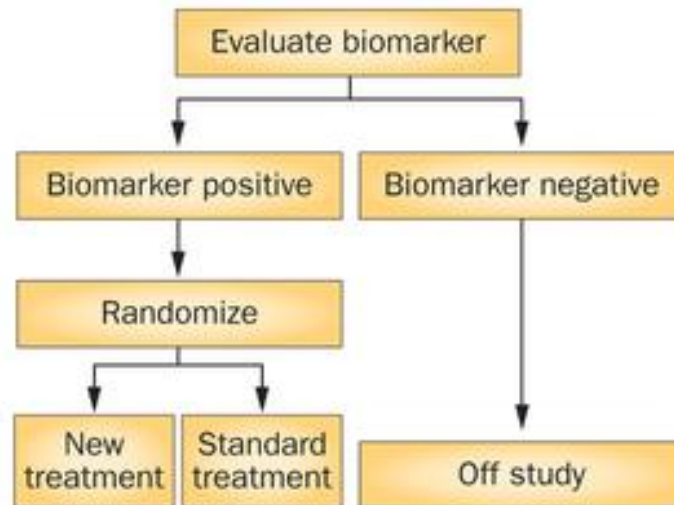 Evaluate biomarker
Biomarker positive
Biomarker negative
Randomize
New
treatment
Standard
treatment
Off study